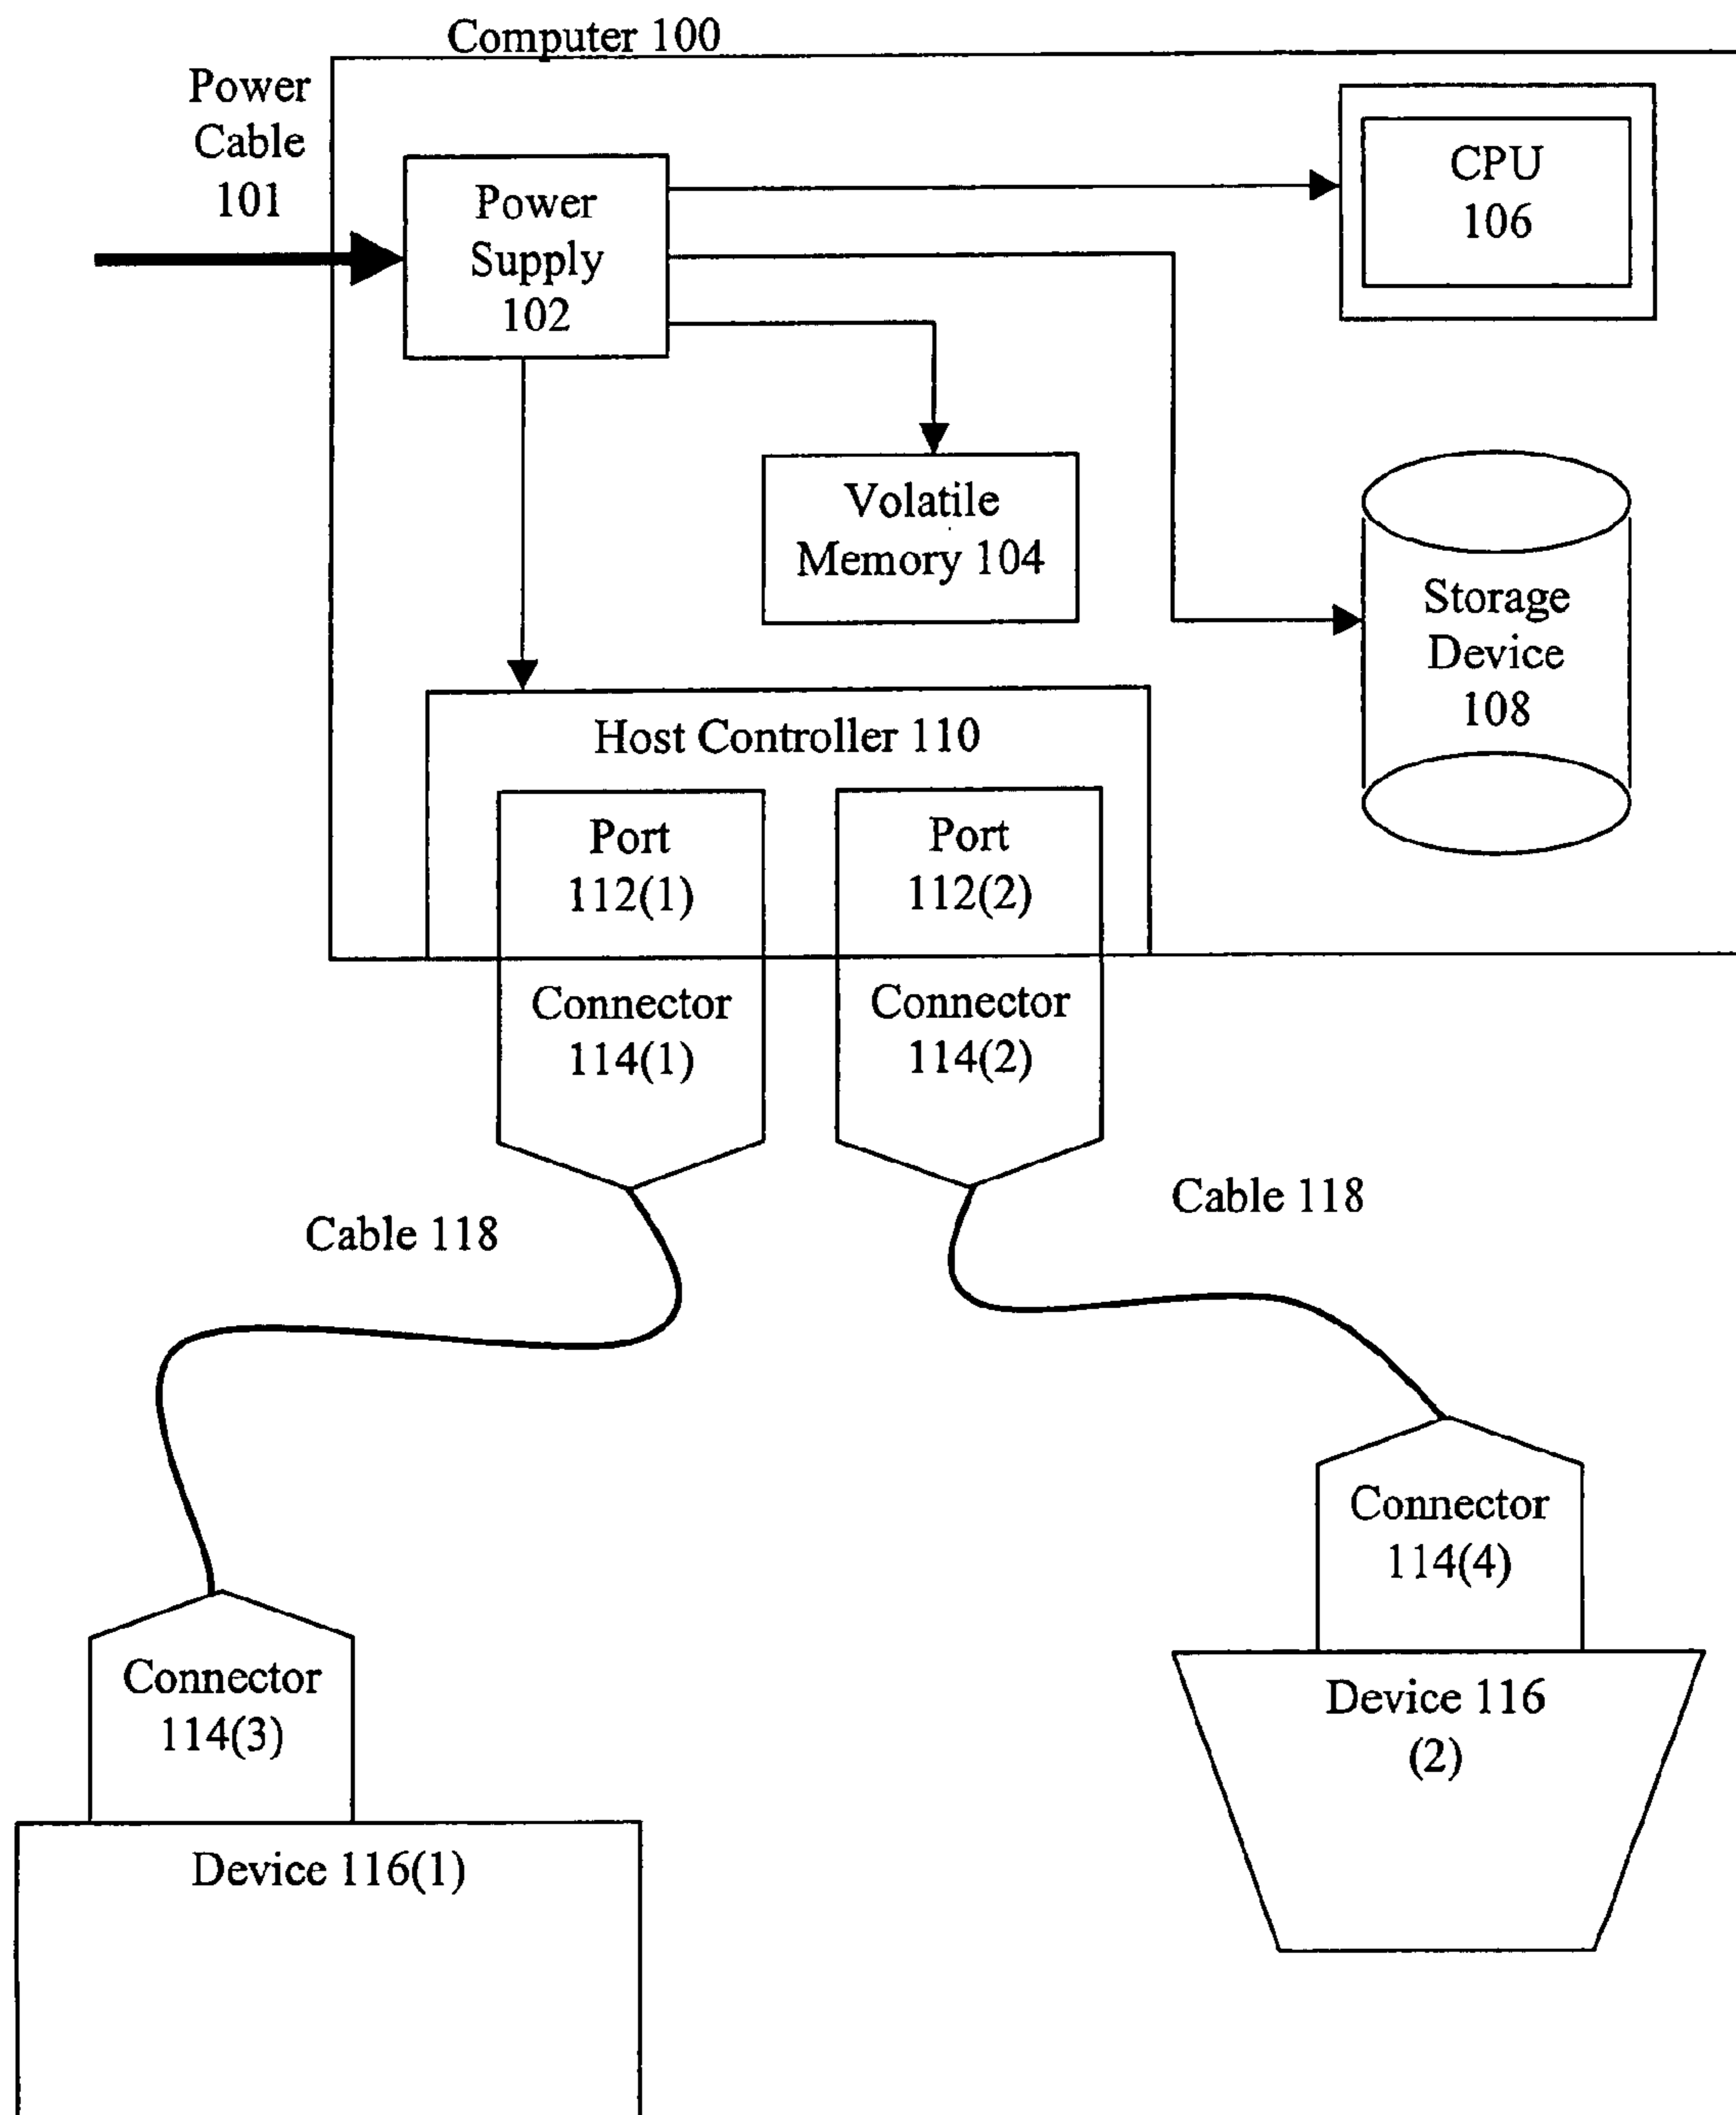 Computer 100
Power
Cable
101
Power
Supply
102
CPU
106
Volatile
Memory 104
Storage
Device
108
Host Controller 110
Port
112(1)
Port
112(2)
Connector
114(1)
Connector
114(2)
Cable 118
Cable 118
Connector
114(4)
Connector
114(3)
Device 116
(2)
Device 116(1)